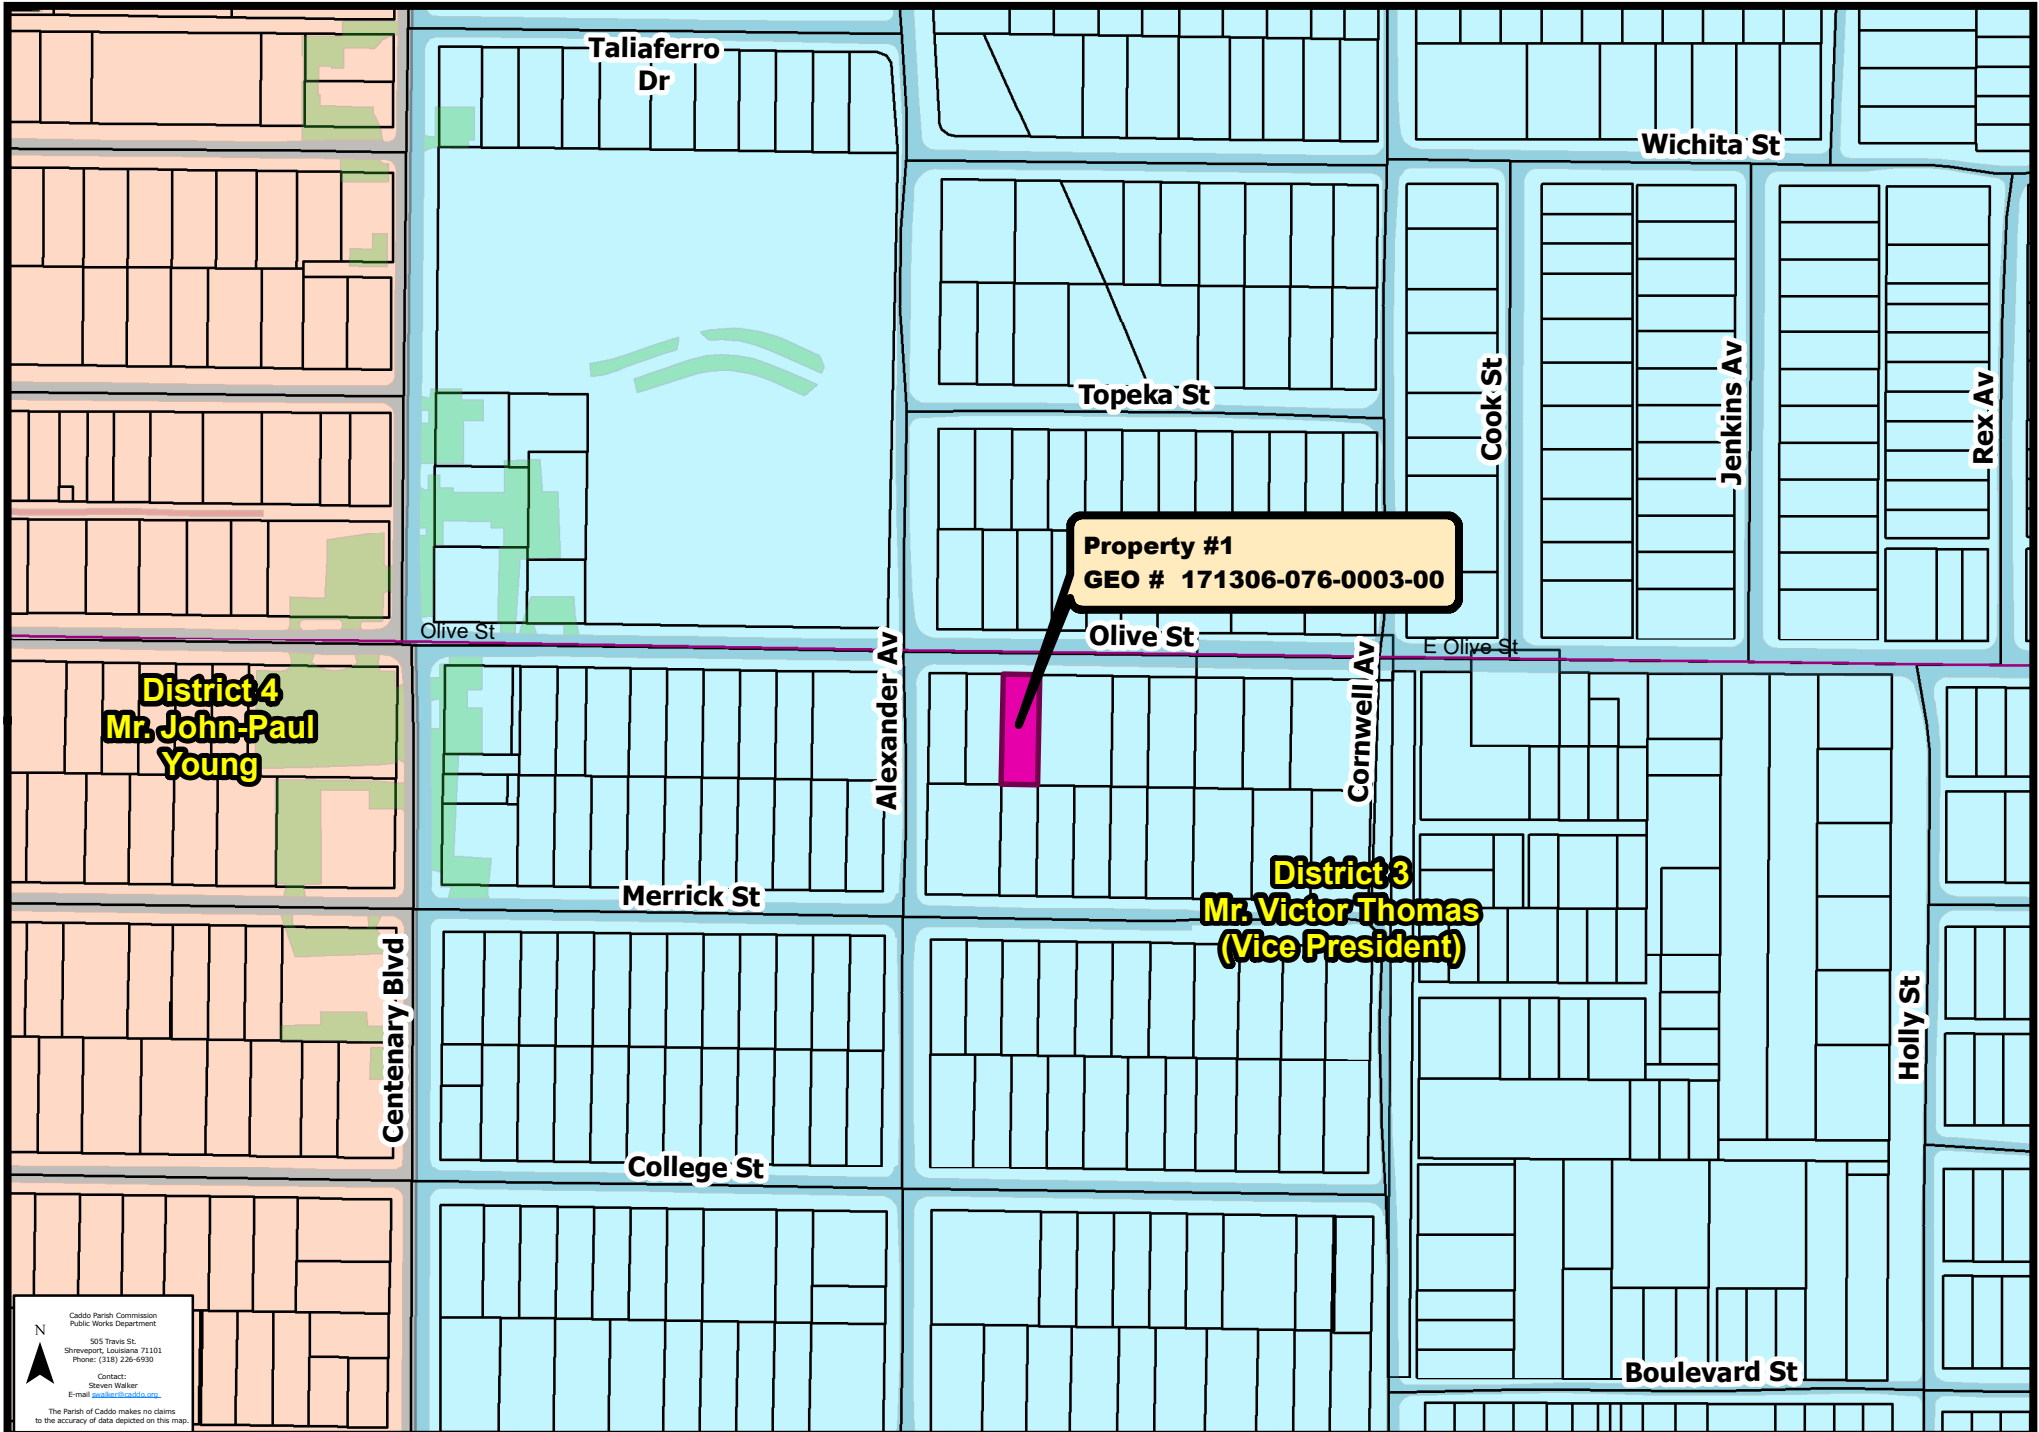 Taliaferro
Dr
Wichita St
Topeka St
Cook St
Jenkins Av
Rex Av
Property #1
GEO # 171306-076-0003-00
Olive St
Olive St
E Olive St
Alexander Av
Cornwell Av
District 4
Mr. John-Paul
Young
District 3
Mr. Victor Thomas
(Vice President)
Merrick St
Centenary Blvd
Holly St
College St
Boulevard St
N
Caddo Parish Commission
Public Works Department
505 Travis St.
Shreveport, Louisiana 71101
Phone: (318) 226-6930
Contact:
Steven Walker
E-mail swalker@caddo.org
The Parish of Caddo makes no claims
to the accuracy of data depicted on this map.